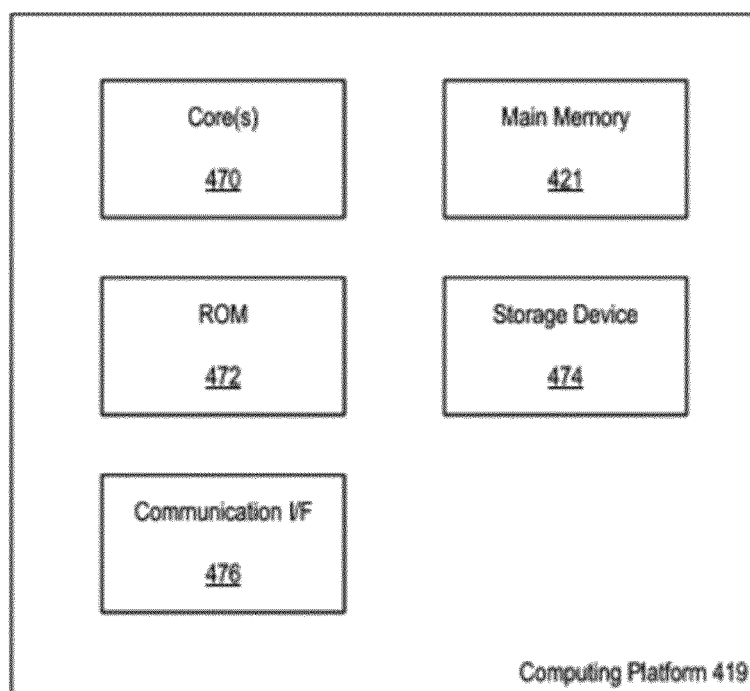 Core(s)
470
Main Memory
421
ROM
472
Storage Device
474
Communication I/F
476
Computing Platform 419